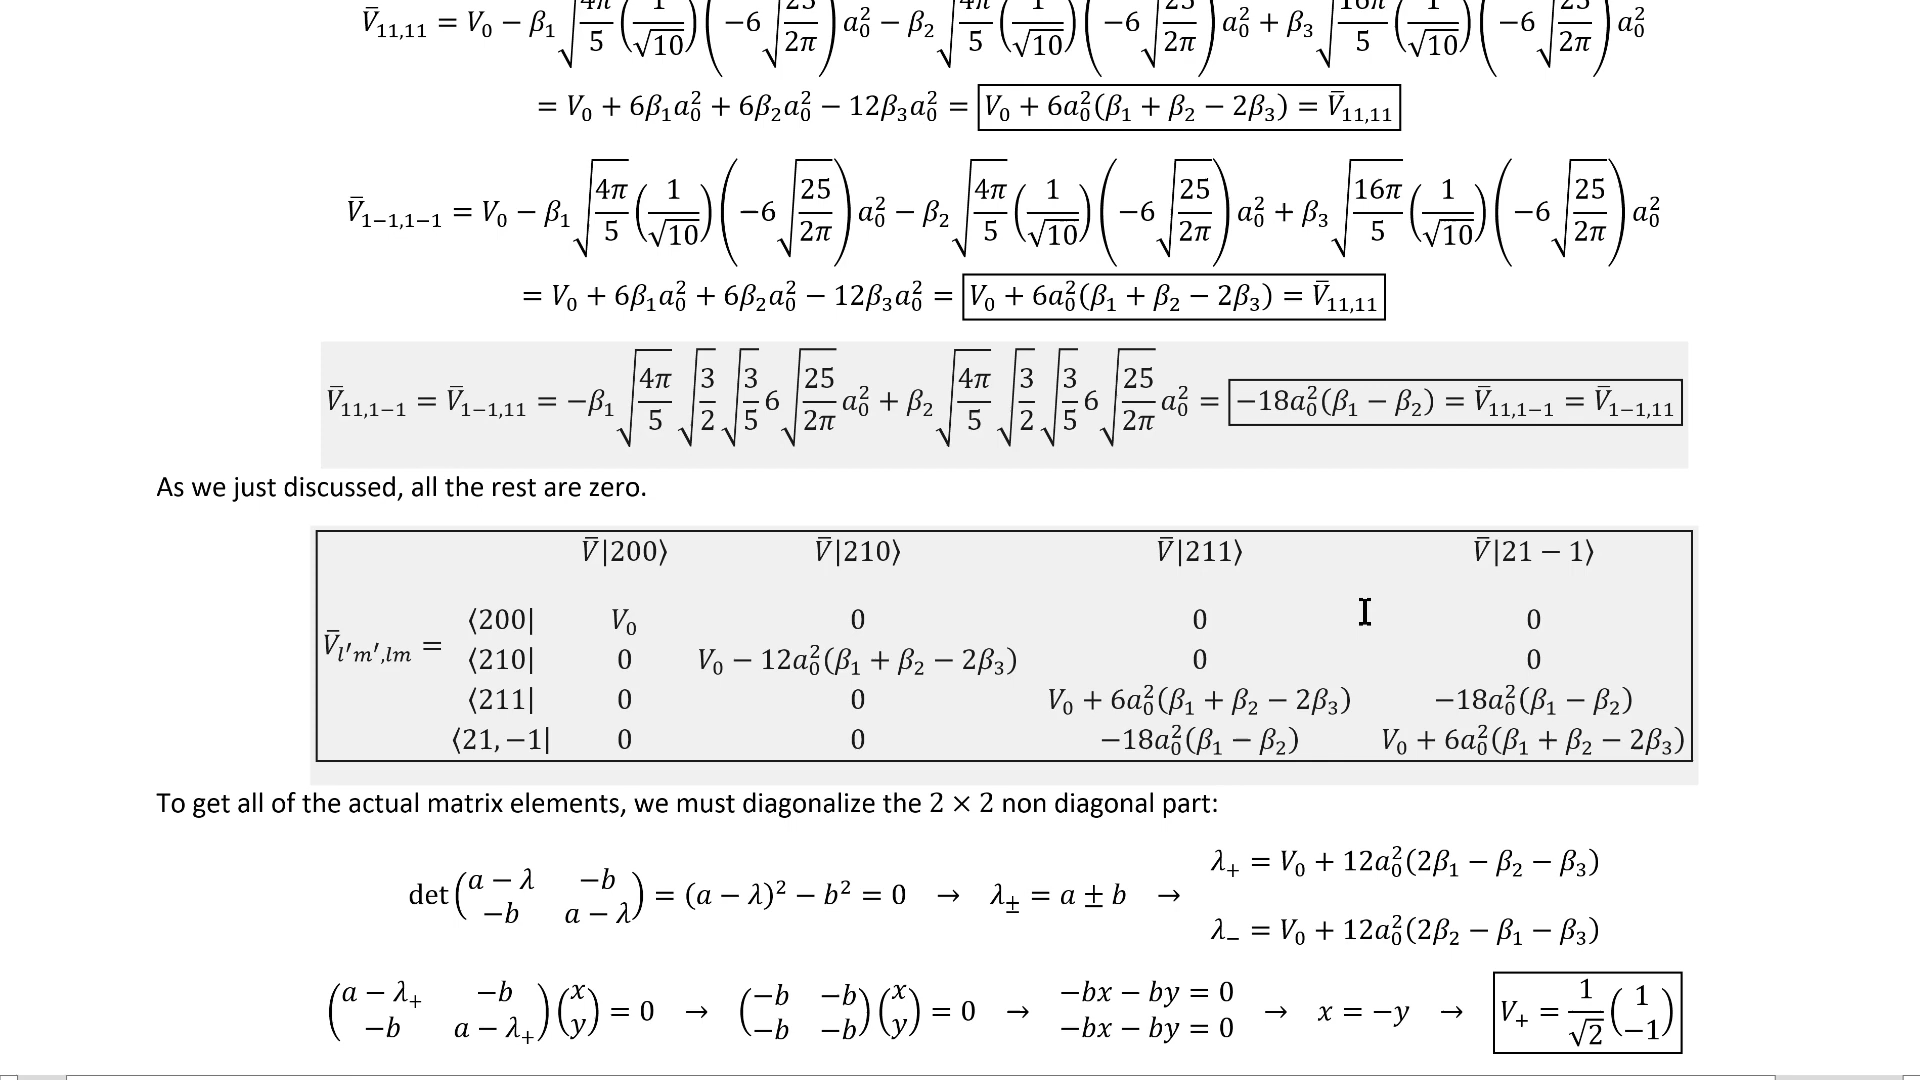 V̄₁₁,₁₁ = V₀ − β₁ √(4π/5) (1/√10) (−6 √(25/2π)) a₀² − β₂ √(4π/5) (1/√10) (−6 √(25/2π)) a₀² + β₃ √(16π/5) (1/√10) (−6 √(25/2π)) a₀²
= V₀ + 6β₁a₀² + 6β₂a₀² − 12β₃a₀² = V₀ + 6a₀²(β₁ + β₂ − 2β₃) = V̄₁₁,₁₁
V̄₁₋₁,₁₋₁ = V₀ − β₁ √(4π/5) (1/√10) (−6 √(25/2π)) a₀² − β₂ √(4π/5) (1/√10) (−6 √(25/2π)) a₀² + β₃ √(16π/5) (1/√10) (−6 √(25/2π)) a₀²
= V₀ + 6β₁a₀² + 6β₂a₀² − 12β₃a₀² = V₀ + 6a₀²(β₁ + β₂ − 2β₃) = V̄₁₁,₁₁
V̄₁₁,₁₋₁ = V̄₁₋₁,₁₁ = −β₁ √(4π/5) √(3/2) √(3/5) 6 √(25/2π) a₀² + β₂ √(4π/5) √(3/2) √(3/5) 6 √(25/2π) a₀² = −18a₀²(β₁ − β₂) = V̄₁₁,₁₋₁ = V̄₁₋₁,₁₁
As we just discussed, all the rest are zero.
V̄|200⟩ V̄|210⟩ V̄|211⟩ V̄|21 − 1⟩
⟨200| V₀ 0 0 0
V̄_l′m′,lm =
⟨210| 0 V₀ − 12a₀²(β₁ + β₂ − 2β₃) 0 0
⟨211| 0 0 V₀ + 6a₀²(β₁ + β₂ − 2β₃) −18a₀²(β₁ − β₂)
⟨21, −1| 0 0 −18a₀²(β₁ − β₂) V₀ + 6a₀²(β₁ + β₂ − 2β₃)
To get all of the actual matrix elements, we must diagonalize the 2 × 2 non diagonal part:
det (a − λ −b; −b a − λ) = (a − λ)² − b² = 0 → λ± = a ± b → λ₊ = V₀ + 12a₀²(2β₁ − β₂ − β₃)
λ₋ = V₀ + 12a₀²(2β₂ − β₁ − β₃)
(a − λ₊ −b; −b a − λ₊) (x; y) = 0 → (−b −b; −b −b) (x; y) = 0 → −bx − by = 0; −bx − by = 0 → x = −y → V₊ = 1/√2 (1; −1)